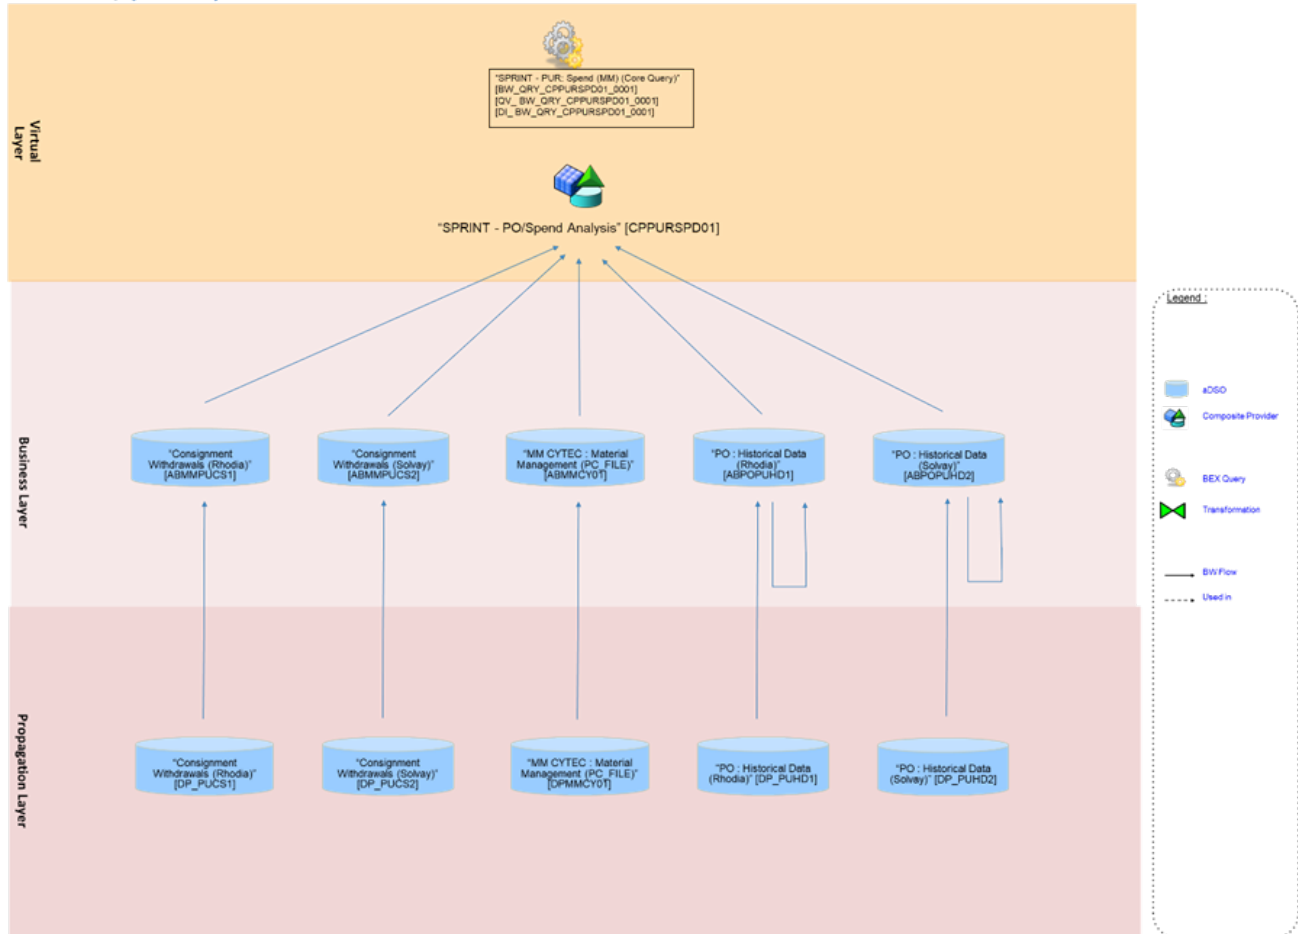 "SPRINT - PUR: Spend (MM) (Core Query)"
[BW_QRY_CPPURSPD01_0001]
[QV_ BW_QRY_CPPURSPD01_0001]
[DI_ BW_QRY_CPPURSPD01_0001]
Virtual
Layer
"SPRINT - PO/Spend Analysis" [CPPURSPD01]
Business Layer
"Consignment
Withdrawals (Rhodia)"
[ABMMPUCS1]
"Consignment
Withdrawals (Solvay)"
[ABMMPUCS2]
"MM CYTEC : Material
Management (PC_FILE)"
[ABMMCY01]
"PO : Historical Data
(Rhodia)"
[ABPOPUHD1]
"PO : Historical Data
(Solvay)"
[ABPOPUHD2]
Propagation Layer
"Consignment
Withdrawals (Rhodia)"
[DP_PUCS1]
"Consignment
Withdrawals (Solvay)"
[DP_PUCS2]
"MM CYTEC : Material
Management (PC_FILE)"
[DPMMCY01]
"PO : Historical Data
(Rhodia)" [DP_PUHD1]
"PO : Historical Data
(Solvay)" [DP_PUHD2]
Legend :
aDSO
Composite Provider
BEX Query
Transformation
BW Flow
Used in